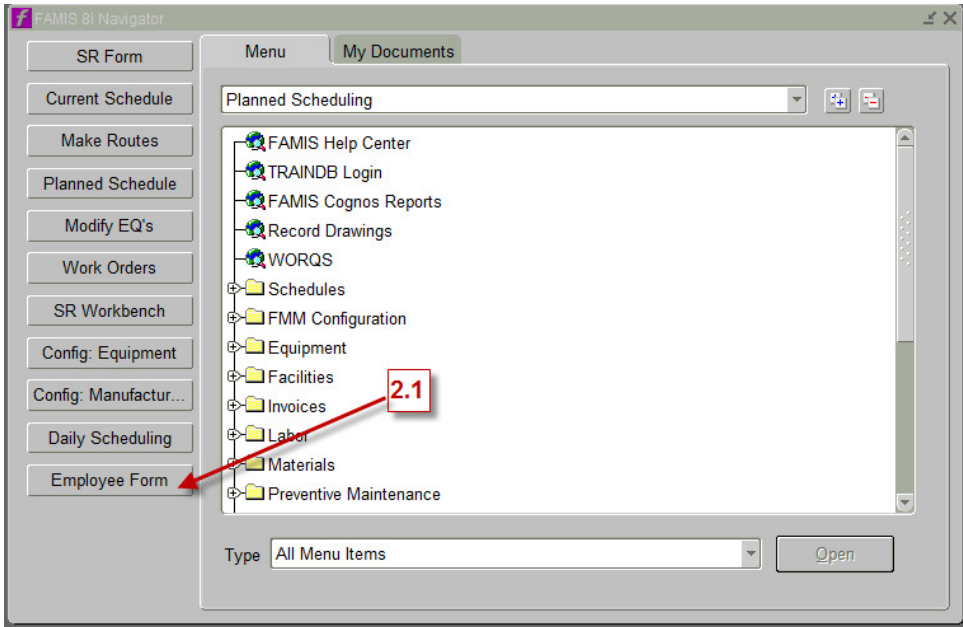 FAMIS 8i Navigator
SR Form
Current Schedule
Make Routes
Planned Schedule
Modify EQ's
Work Orders
SR Workbench
Config: Equipment
Config: Manufactur...
Daily Scheduling
Employee Form
Menu
My Documents
Planned Scheduling
FAMIS Help Center
TRAINDB Login
FAMIS Cognos Reports
Record Drawings
WORQS
Schedules
FMM Configuration
Equipment
Facilities
2.1
Invoices
Labor
Materials
Preventive Maintenance
Type
All Menu Items
Open